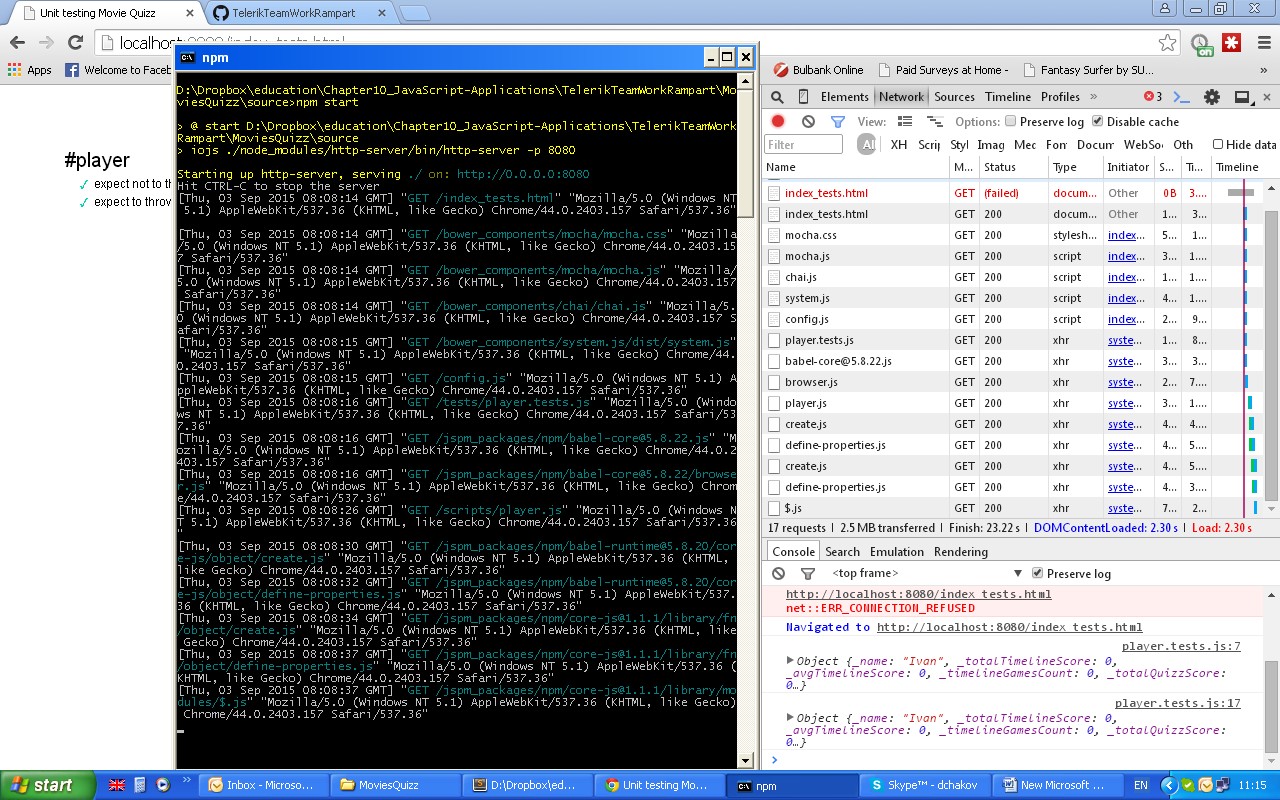 Unit testing Movie Quizz
TelerikTeamWorkRampart
localhost:8080/index_tests.html
Apps
Welcome to Faceb
Bulbank Online
Paid Surveys at Home -
Fantasy Surfer by SU...
#player
✓ expect not to th
✓ expect to throw
npm
D:\Dropbox\education\Chapter10_JavaScript-Applications\TelerikTeamWorkRampart\Mo
viesQuizz\source>npm start
> @ start D:\Dropbox\education\Chapter10_JavaScript-Applications\TelerikTeamWork
Rampart\MoviesQuizz\source
> iojs ./node_modules/http-server/bin/http-server -p 8080
Starting up http-server, serving ./ on: http://0.0.0.0:8080
Hit CTRL-C to stop the server
[Thu, 03 Sep 2015 08:08:14 GMT] "GET /index_tests.html" "Mozilla/5.0 (Windows NT
 5.1) AppleWebKit/537.36 (KHTML, like Gecko) Chrome/44.0.2403.157 Safari/537.36"
[Thu, 03 Sep 2015 08:08:14 GMT] "GET /bower_components/mocha/mocha.css" "Mozilla
/5.0 (Windows NT 5.1) AppleWebKit/537.36 (KHTML, like Gecko) Chrome/44.0.2403.15
7 Safari/537.36"
[Thu, 03 Sep 2015 08:08:14 GMT] "GET /bower_components/mocha/mocha.js" "Mozilla/
5.0 (Windows NT 5.1) AppleWebKit/537.36 (KHTML, like Gecko) Chrome/44.0.2403.157
 Safari/537.36"
[Thu, 03 Sep 2015 08:08:14 GMT] "GET /bower_components/chai/chai.js" "Mozilla/5.
0 (Windows NT 5.1) AppleWebKit/537.36 (KHTML, like Gecko) Chrome/44.0.2403.157 S
afari/537.36"
[Thu, 03 Sep 2015 08:08:15 GMT] "GET /bower_components/system.js/dist/system.js"
 "Mozilla/5.0 (Windows NT 5.1) AppleWebKit/537.36 (KHTML, like Gecko) Chrome/44.
0.2403.157 Safari/537.36"
[Thu, 03 Sep 2015 08:08:15 GMT] "GET /config.js" "Mozilla/5.0 (Windows NT 5.1) A
ppleWebKit/537.36 (KHTML, like Gecko) Chrome/44.0.2403.157 Safari/537.36"
[Thu, 03 Sep 2015 08:08:16 GMT] "GET /tests/player.tests.js" "Mozilla/5.0 (Windo
ws NT 5.1) AppleWebKit/537.36 (KHTML, like Gecko) Chrome/44.0.2403.157 Safari/53
7.36"
[Thu, 03 Sep 2015 08:08:16 GMT] "GET /jspm_packages/npm/babel-core@5.8.22.js" "M
ozilla/5.0 (Windows NT 5.1) AppleWebKit/537.36 (KHTML, like Gecko) Chrome/44.0.2
403.157 Safari/537.36"
[Thu, 03 Sep 2015 08:08:16 GMT] "GET /jspm_packages/npm/babel-core@5.8.22/browse
r.js" "Mozilla/5.0 (Windows NT 5.1) AppleWebKit/537.36 (KHTML, like Gecko) Chrom
e/44.0.2403.157 Safari/537.36"
[Thu, 03 Sep 2015 08:08:26 GMT] "GET /scripts/player.js" "Mozilla/5.0 (Windows N
T 5.1) AppleWebKit/537.36 (KHTML, like Gecko) Chrome/44.0.2403.157 Safari/537.36
"
[Thu, 03 Sep 2015 08:08:30 GMT] "GET /jspm_packages/npm/babel-runtime@5.8.20/cor
e-js/object/create.js" "Mozilla/5.0 (Windows NT 5.1) AppleWebKit/537.36 (KHTML, 
like Gecko) Chrome/44.0.2403.157 Safari/537.36"
[Thu, 03 Sep 2015 08:08:32 GMT] "GET /jspm_packages/npm/babel-runtime@5.8.20/cor
e-js/object/define-properties.js" "Mozilla/5.0 (Windows NT 5.1) AppleWebKit/537.
36 (KHTML, like Gecko) Chrome/44.0.2403.157 Safari/537.36"
[Thu, 03 Sep 2015 08:08:34 GMT] "GET /jspm_packages/npm/core-js@1.1.1/library/fn
/object/create.js" "Mozilla/5.0 (Windows NT 5.1) AppleWebKit/537.36 (KHTML, like
 Gecko) Chrome/44.0.2403.157 Safari/537.36"
[Thu, 03 Sep 2015 08:08:37 GMT] "GET /jspm_packages/npm/core-js@1.1.1/library/fn
/object/define-properties.js" "Mozilla/5.0 (Windows NT 5.1) AppleWebKit/537.36 (
KHTML, like Gecko) Chrome/44.0.2403.157 Safari/537.36"
[Thu, 03 Sep 2015 08:08:37 GMT] "GET /jspm_packages/npm/core-js@1.1.1/library/mo
dules/$.js" "Mozilla/5.0 (Windows NT 5.1) AppleWebKit/537.36 (KHTML, like Gecko)
 Chrome/44.0.2403.157 Safari/537.36"
Elements Network Sources Timeline Profiles » 3
View: Options: Preserve log Disable cache
Filter All XH Scrip Styl Imag Mec Fon Docum WebSo Oth Hide data
Name M... Status Type Initiator S... Ti... Timeline
index_tests.html GET (failed) docum... Other 0 B 3....
index_tests.html GET 200 docum... Other 1... 3....
mocha.css GET 200 stylesh... index... 5... 1...
mocha.js GET 200 script index... 3... 1....
chai.js GET 200 script index... 1... 1....
system.js GET 200 script index... 4... 1....
config.js GET 200 script index... 1... 9...
player.tests.js GET 200 xhr syste... 1... 8...
babel-core@5.8.22.js GET 200 xhr syste... 3... 3...
browser.js GET 200 xhr syste... 2... 7....
player.js GET 200 xhr syste... 3... 1....
create.js GET 200 xhr syste... 4... 4....
define-properties.js GET 200 xhr syste... 4... 5....
create.js GET 200 xhr syste... 4... 5....
define-properties.js GET 200 xhr syste... 4... 3....
$.js GET 200 xhr syste... 7... 2...
17 requests | 2.5 MB transferred | Finish: 23.22 s | DOMContentLoaded: 2.30 s | Load: 2.30 s
Console Search Emulation Rendering
<top frame> Preserve log
http://localhost:8080/index_tests.html
net::ERR_CONNECTION_REFUSED
Navigated to http://localhost:8080/index_tests.html
player.tests.js:7
Object {_name: "Ivan", _totalTimelineScore: 0,
_avgTimelineScore: 0, _timelineGamesCount: 0, _totalQuizzScore:
0…}
player.tests.js:17
Object {_name: "Ivan", _totalTimelineScore: 0,
_avgTimelineScore: 0, _timelineGamesCount: 0, _totalQuizzScore:
0…}
start
Inbox - Microso...
MoviesQuizz
D:\Dropbox\ed...
Unit testing Mo...
npm
Skype™ - dchakov
New Microsoft ...
EN
11:15